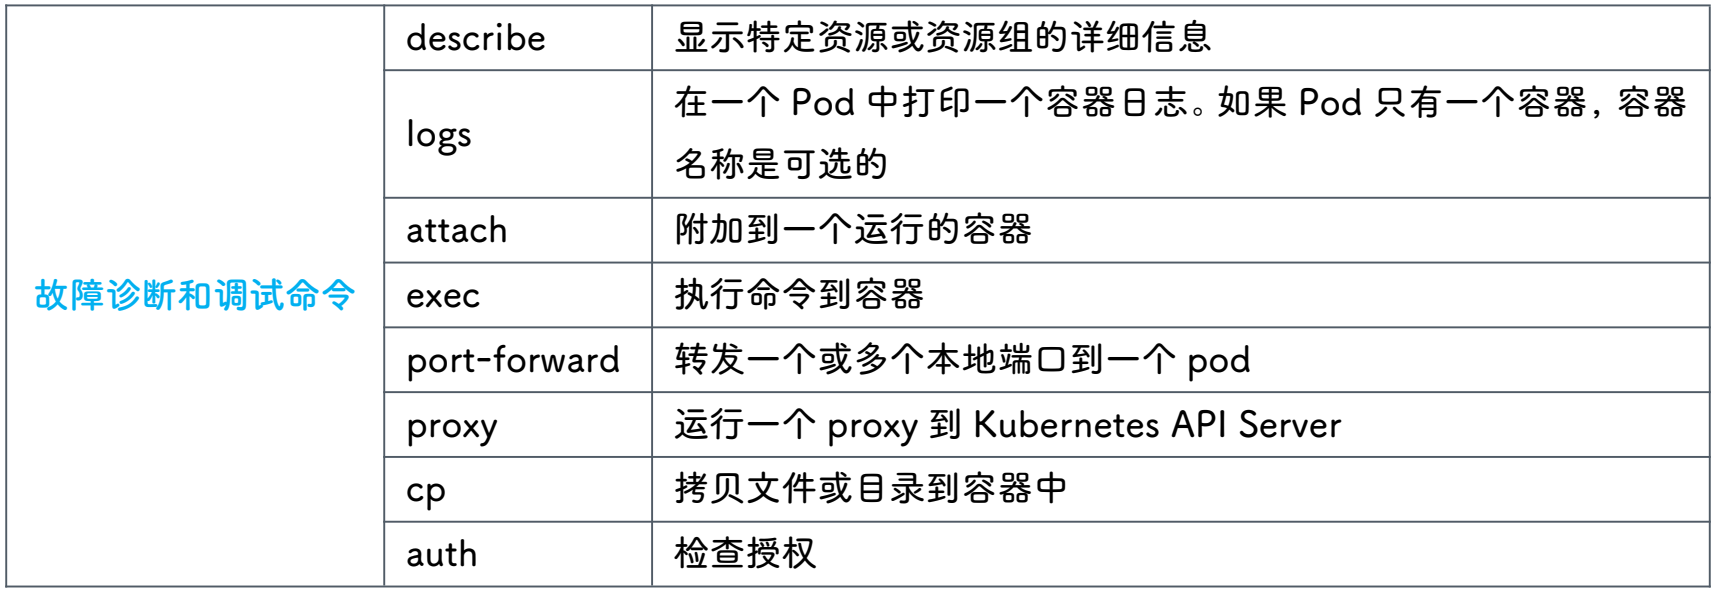 故障诊断和调试命令
describe
显示特定资源或资源组的详细信息
logs
在一个 Pod 中打印一个容器日志。如果 Pod 只有一个容器，容器
名称是可选的
attach
附加到一个运行的容器
exec
执行命令到容器
port-forward
转发一个或多个本地端口到一个 pod
proxy
运行一个 proxy 到 Kubernetes API Server
cp
拷贝文件或目录到容器中
auth
检查授权